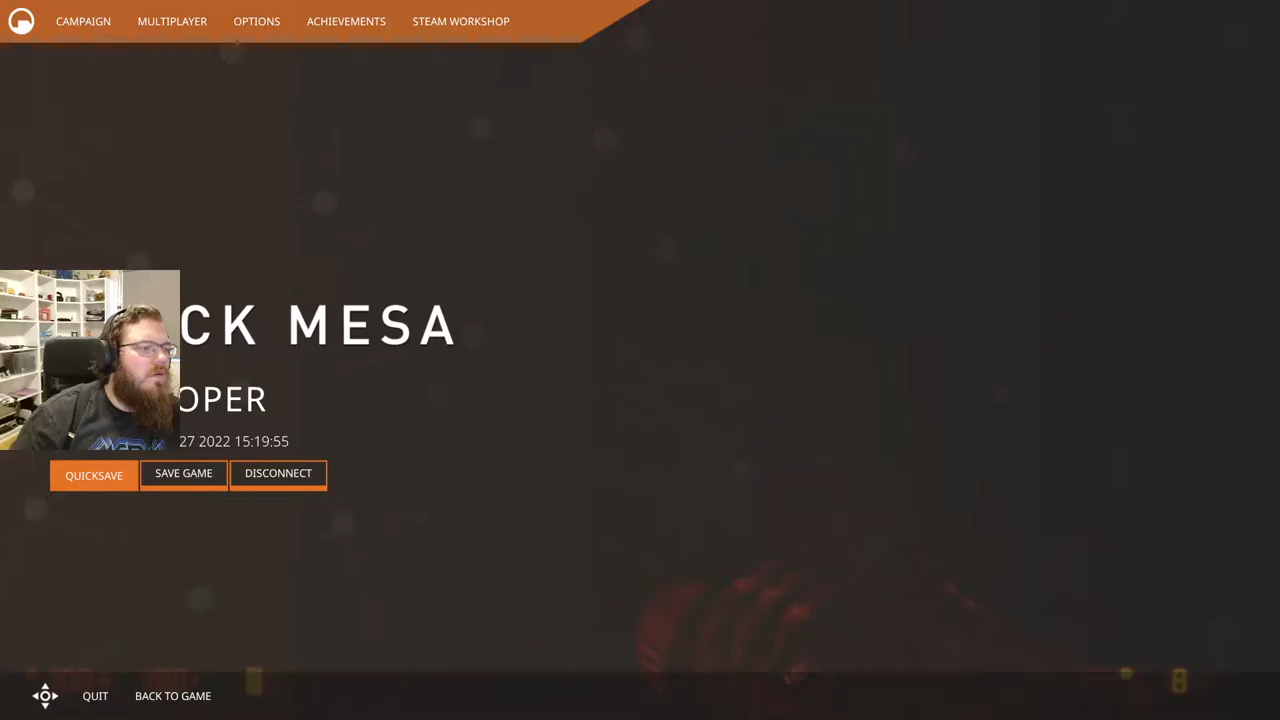 CAMPAIGN MULTIPLAYER OPTIONS ACHIEVEMENTS STEAM WORKSHOP
CK MESA
OPER
27 2022 15:19:55
QUICKSAVE SAVE GAME DISCONNECT
QUIT BACK TO GAME